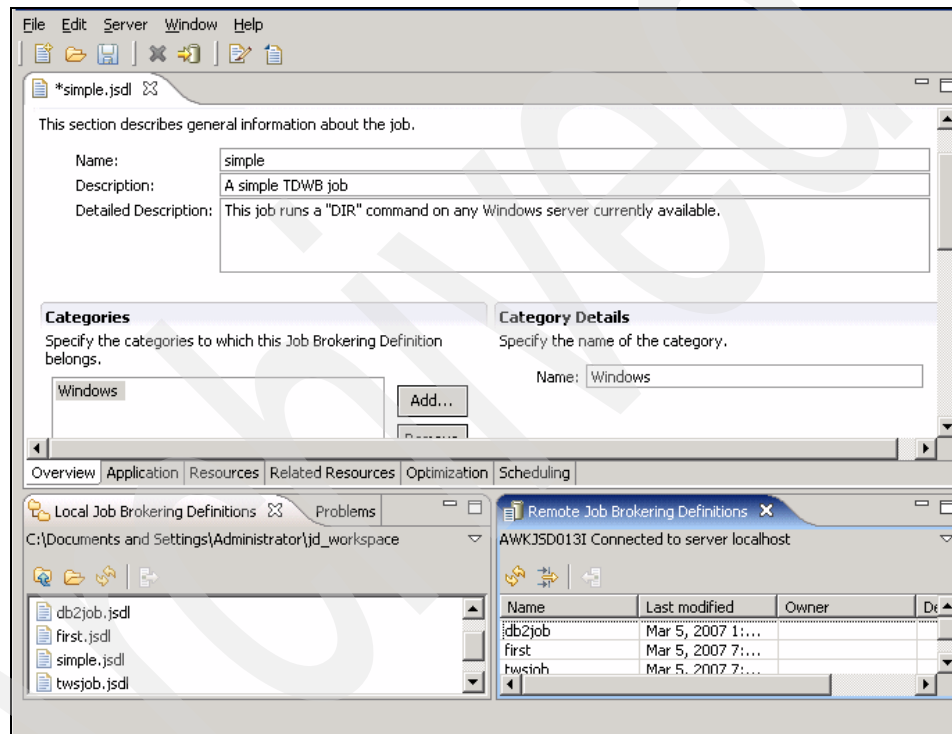 File Edit Server Window Help
*simple.jsdl
This section describes general information about the job.
Name: simple
Description: A simple TDWB job
Detailed Description: This job runs a "DIR" command on any Windows server currently available.
Categories
Specify the categories to which this Job Brokering Definition
belongs.
Windows
Add...
Remove
Category Details
Specify the name of the category.
Name: Windows
Overview Application Resources Related Resources Optimization Scheduling
Local Job Brokering Definitions Problems
C:\Documents and Settings\Administrator\jd_workspace
db2job.jsdl
first.jsdl
simple.jsdl
twsjob.jsdl
Remote Job Brokering Definitions
AWKJSD013I Connected to server localhost
Name Last modified Owner De
db2job Mar 5, 2007 1:...
first Mar 5, 2007 7:...
twsjob Mar 5, 2007 7:...